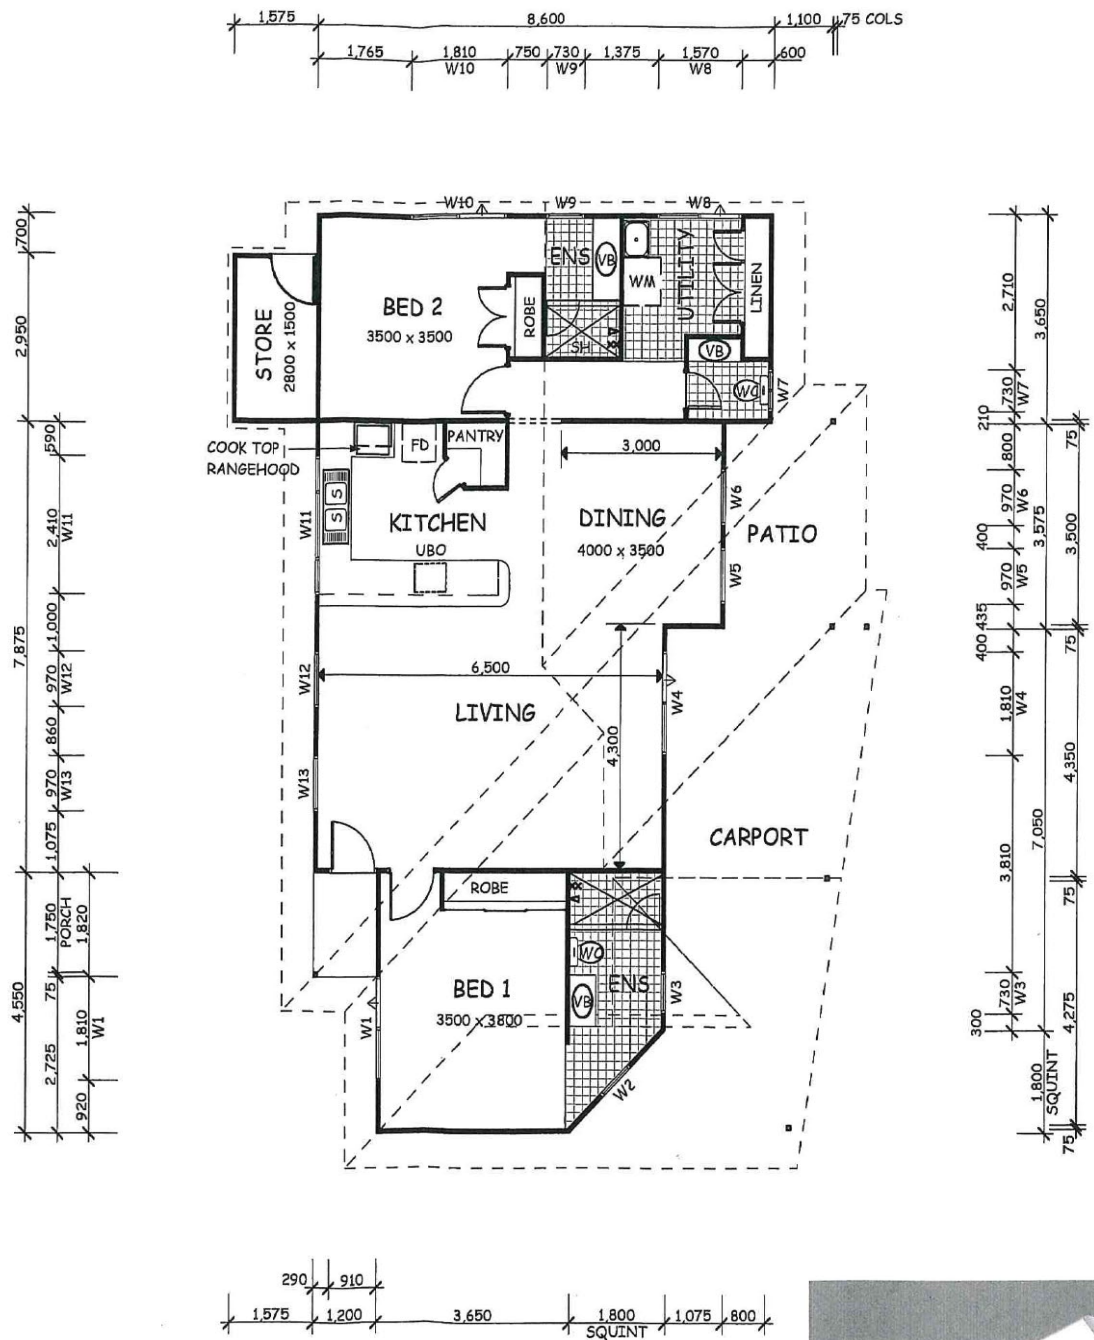 1,575 8,600 1,100 75 COLS
1,765 1,810 750 730 1,375 1,570 600
W10 W9 W8
W10 W9 W8
700
2,950
7,875
4,550
590
2,410 W11
1,000
970 W12
860
970 W13
1,075
1,750 PORCH
75
2,725
1,820
1,810 W1
920
STORE
2800 x 1500
BED 2
3500 x 3500
ROBE
ENS
VB
SH
WM
UTILITY
LINEN
VB
WC
W7
COOK TOP
RANGEHOOD
FD
PANTRY
3,000
S
S
W11
KITCHEN
UBO
DINING
4000 x 3500
W6
W5
PATIO
W12
6,500
W4
LIVING
4,300
W13
CARPORT
ROBE
WC
BED 1
3500 x 3800
ENS
VB
W3
W1
W2
2,710
730 W7
210
800
970 W6
400
970 W5
435
400
1,810 W4
3,810
730 W3
300
3,650
3,575
7,050
1,800
SQUINT
75
3,500
75
4,350
75
4,275
75
290 910
1,575 1,200 3,650 1,800 1,075 800
SQUINT